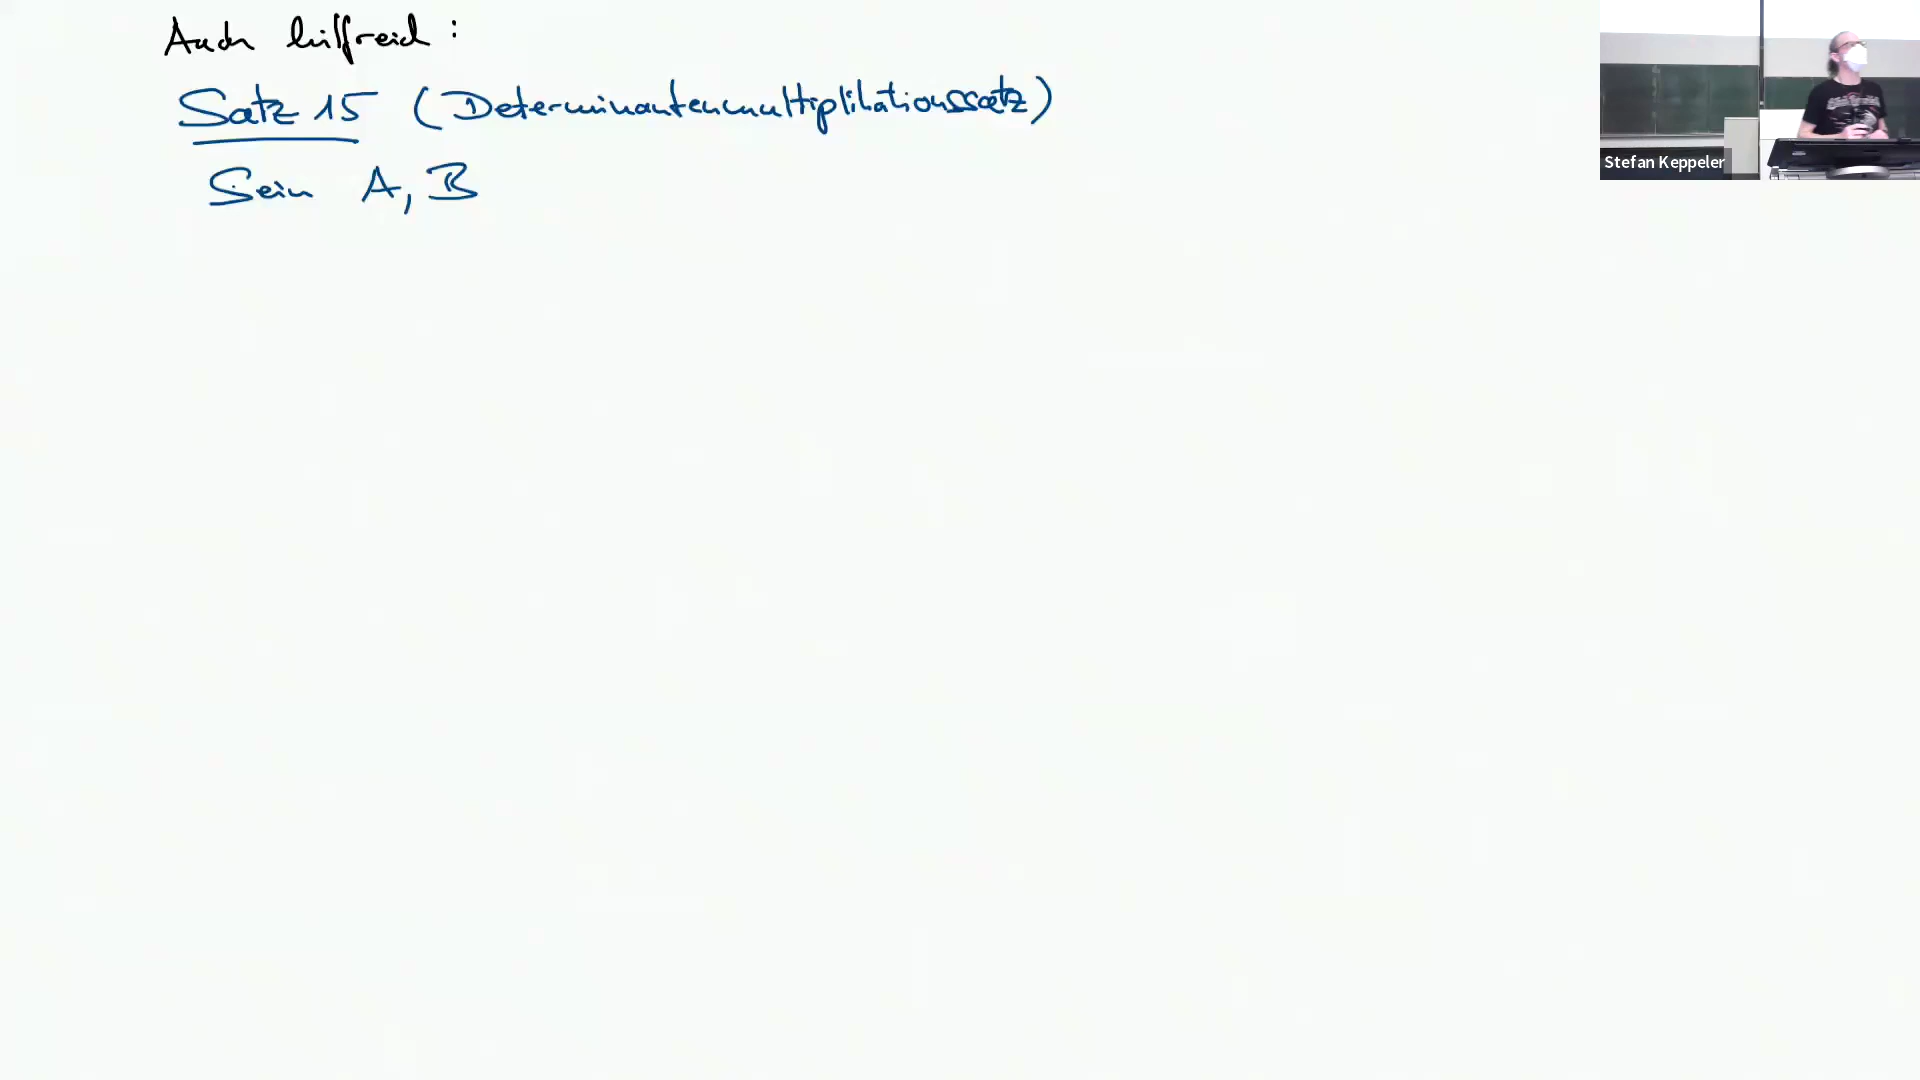 Auch hilfreich :
Satz 15 (Determinantenmultiplikationssatz)
Sein A, B
Stefan Keppeler